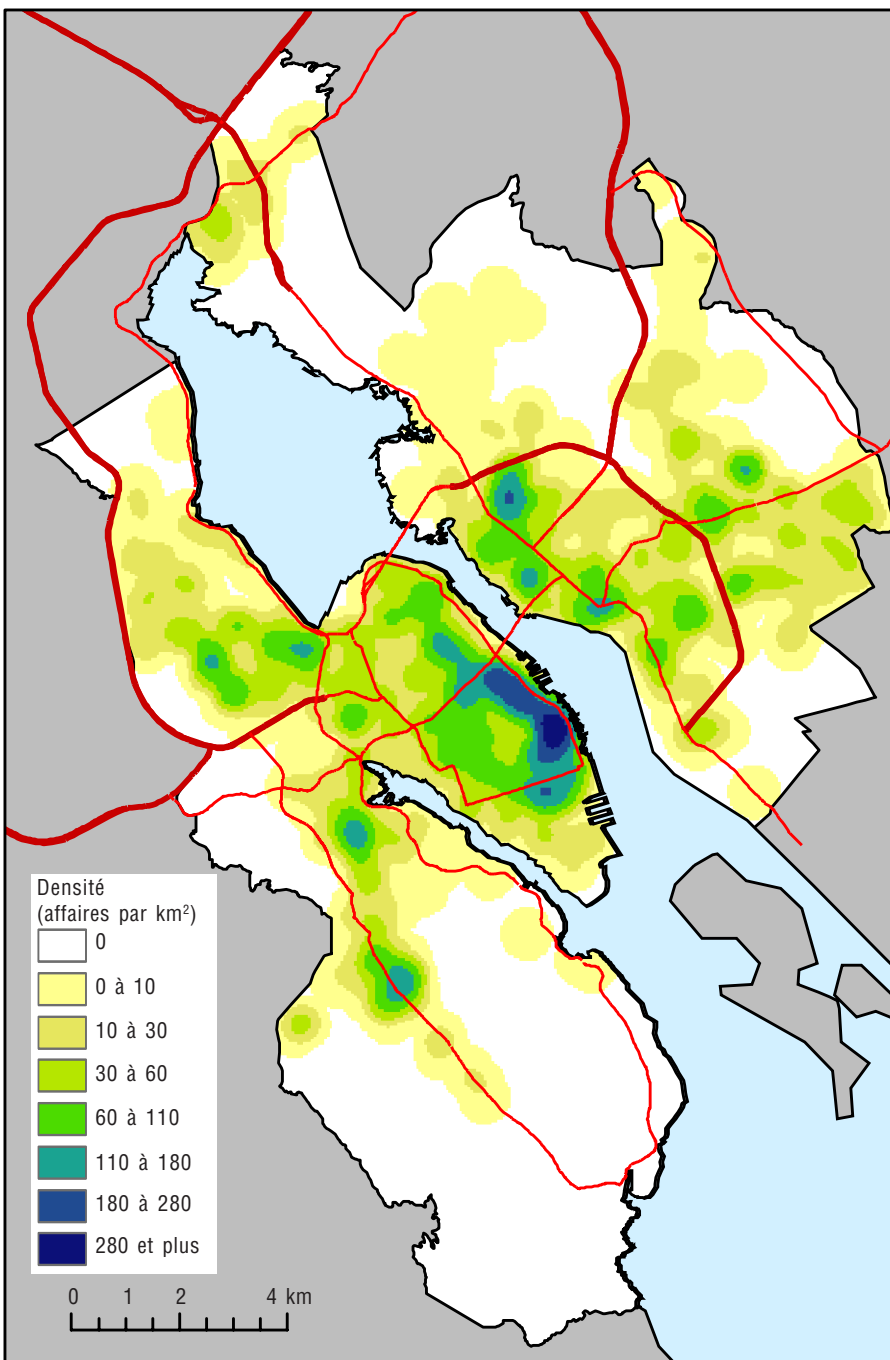 Densité
(affaires par km²)
0
0 à 10
10 à 30
30 à 60
60 à 110
110 à 180
180 à 280
280 et plus
0 1 2 4 km